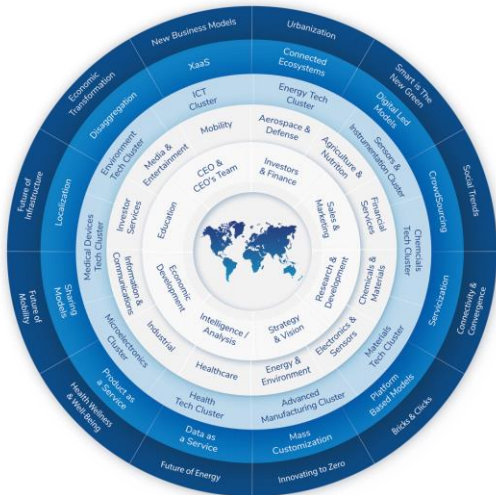 New Business Models
Urbanization
Smart is The
New Green
Social Trends
Connectivity &
Convergence
Bricks & Clicks
Innovating to Zero
Future of Energy
Health Wellness
& Well-Being
Future of
Mobility
Future of
Infrastructure
Economic
Transformation
XaaS
Connected
Ecosystems
Digital Led
Models
CrowdSourcing
Servicization
Platform
Based Models
Mass
Customization
Data as
a Service
Product as
a Service
Sharing
Models
Localization
Disaggregation
ICT
Cluster
Energy Tech
Cluster
Sensors &
Instrumentation Cluster
Chemcials
Tech Cluster
Materials
Tech Cluster
Advanced
Manufacturing Cluster
Health
Tech Cluster
Microelectronics
Cluster
Medical Devices
Tech Cluster
Environment
Tech Cluster
Mobility
Aerospace &
Defense
Agriculture &
Nutrition
Financial
Services
Chemicals &
Materials
Electronics &
Sensors
Energy &
Environment
Healthcare
Industrial
Information &
Communications
Investor
Services
Media &
Entertainment
CEO &
CEO's Team
Investors
& Finance
Sales &
Marketing
Research &
Development
Strategy
& Vision
Intelligence /
Analysis
Economic
Development
Education